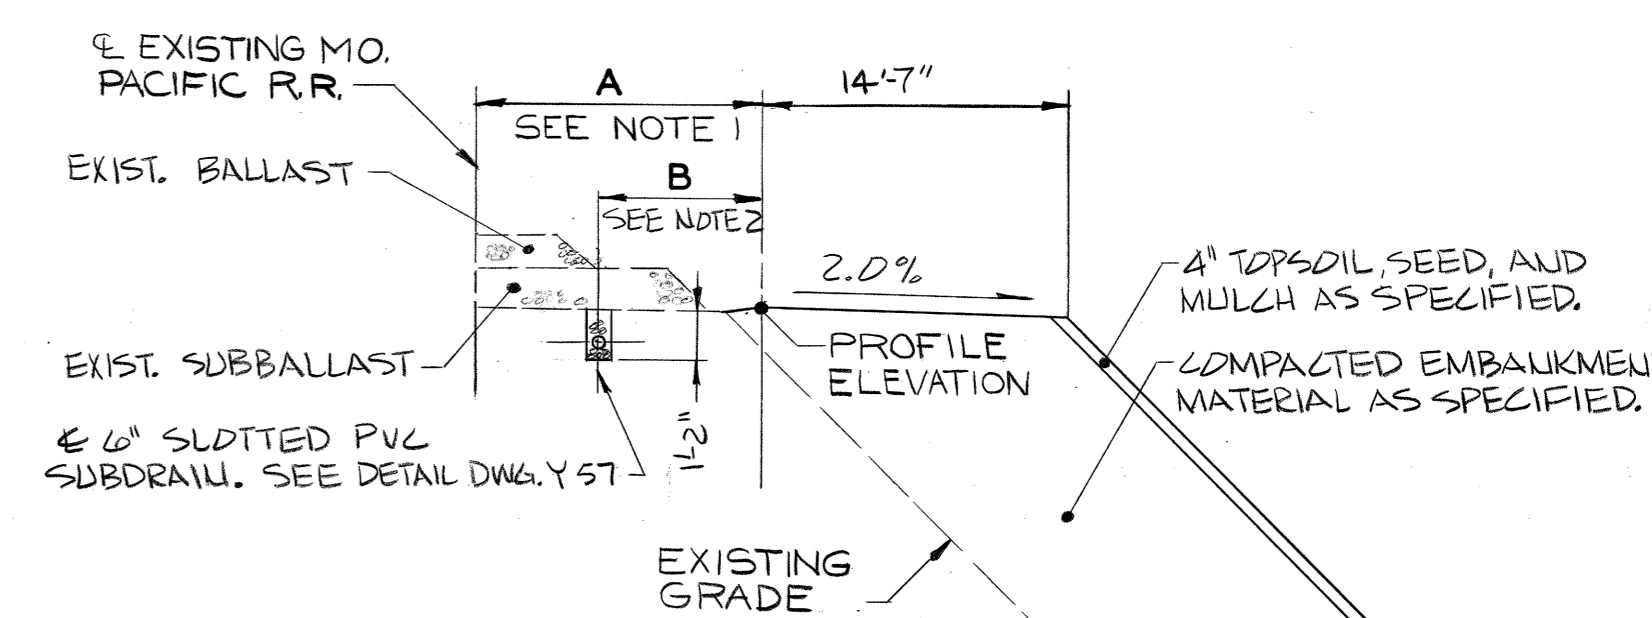 ℄ EXISTING MO.
PACIFIC R.R.
A
14'-7"
SEE NOTE 1
EXIST. BALLAST
B
SEE NOTE 2
2.0%
4" TOPSOIL, SEED, AND
MULCH AS SPECIFIED.
PROFILE
ELEVATION
EXIST. SUBBALLAST
COMPACTED EMBANKMEN
MATERIAL AS SPECIFIED.
1'-2"
℄ 6" SLOTTED PVC
SUBDRAIN. SEE DETAIL DWG. Y57
EXISTING
GRADE